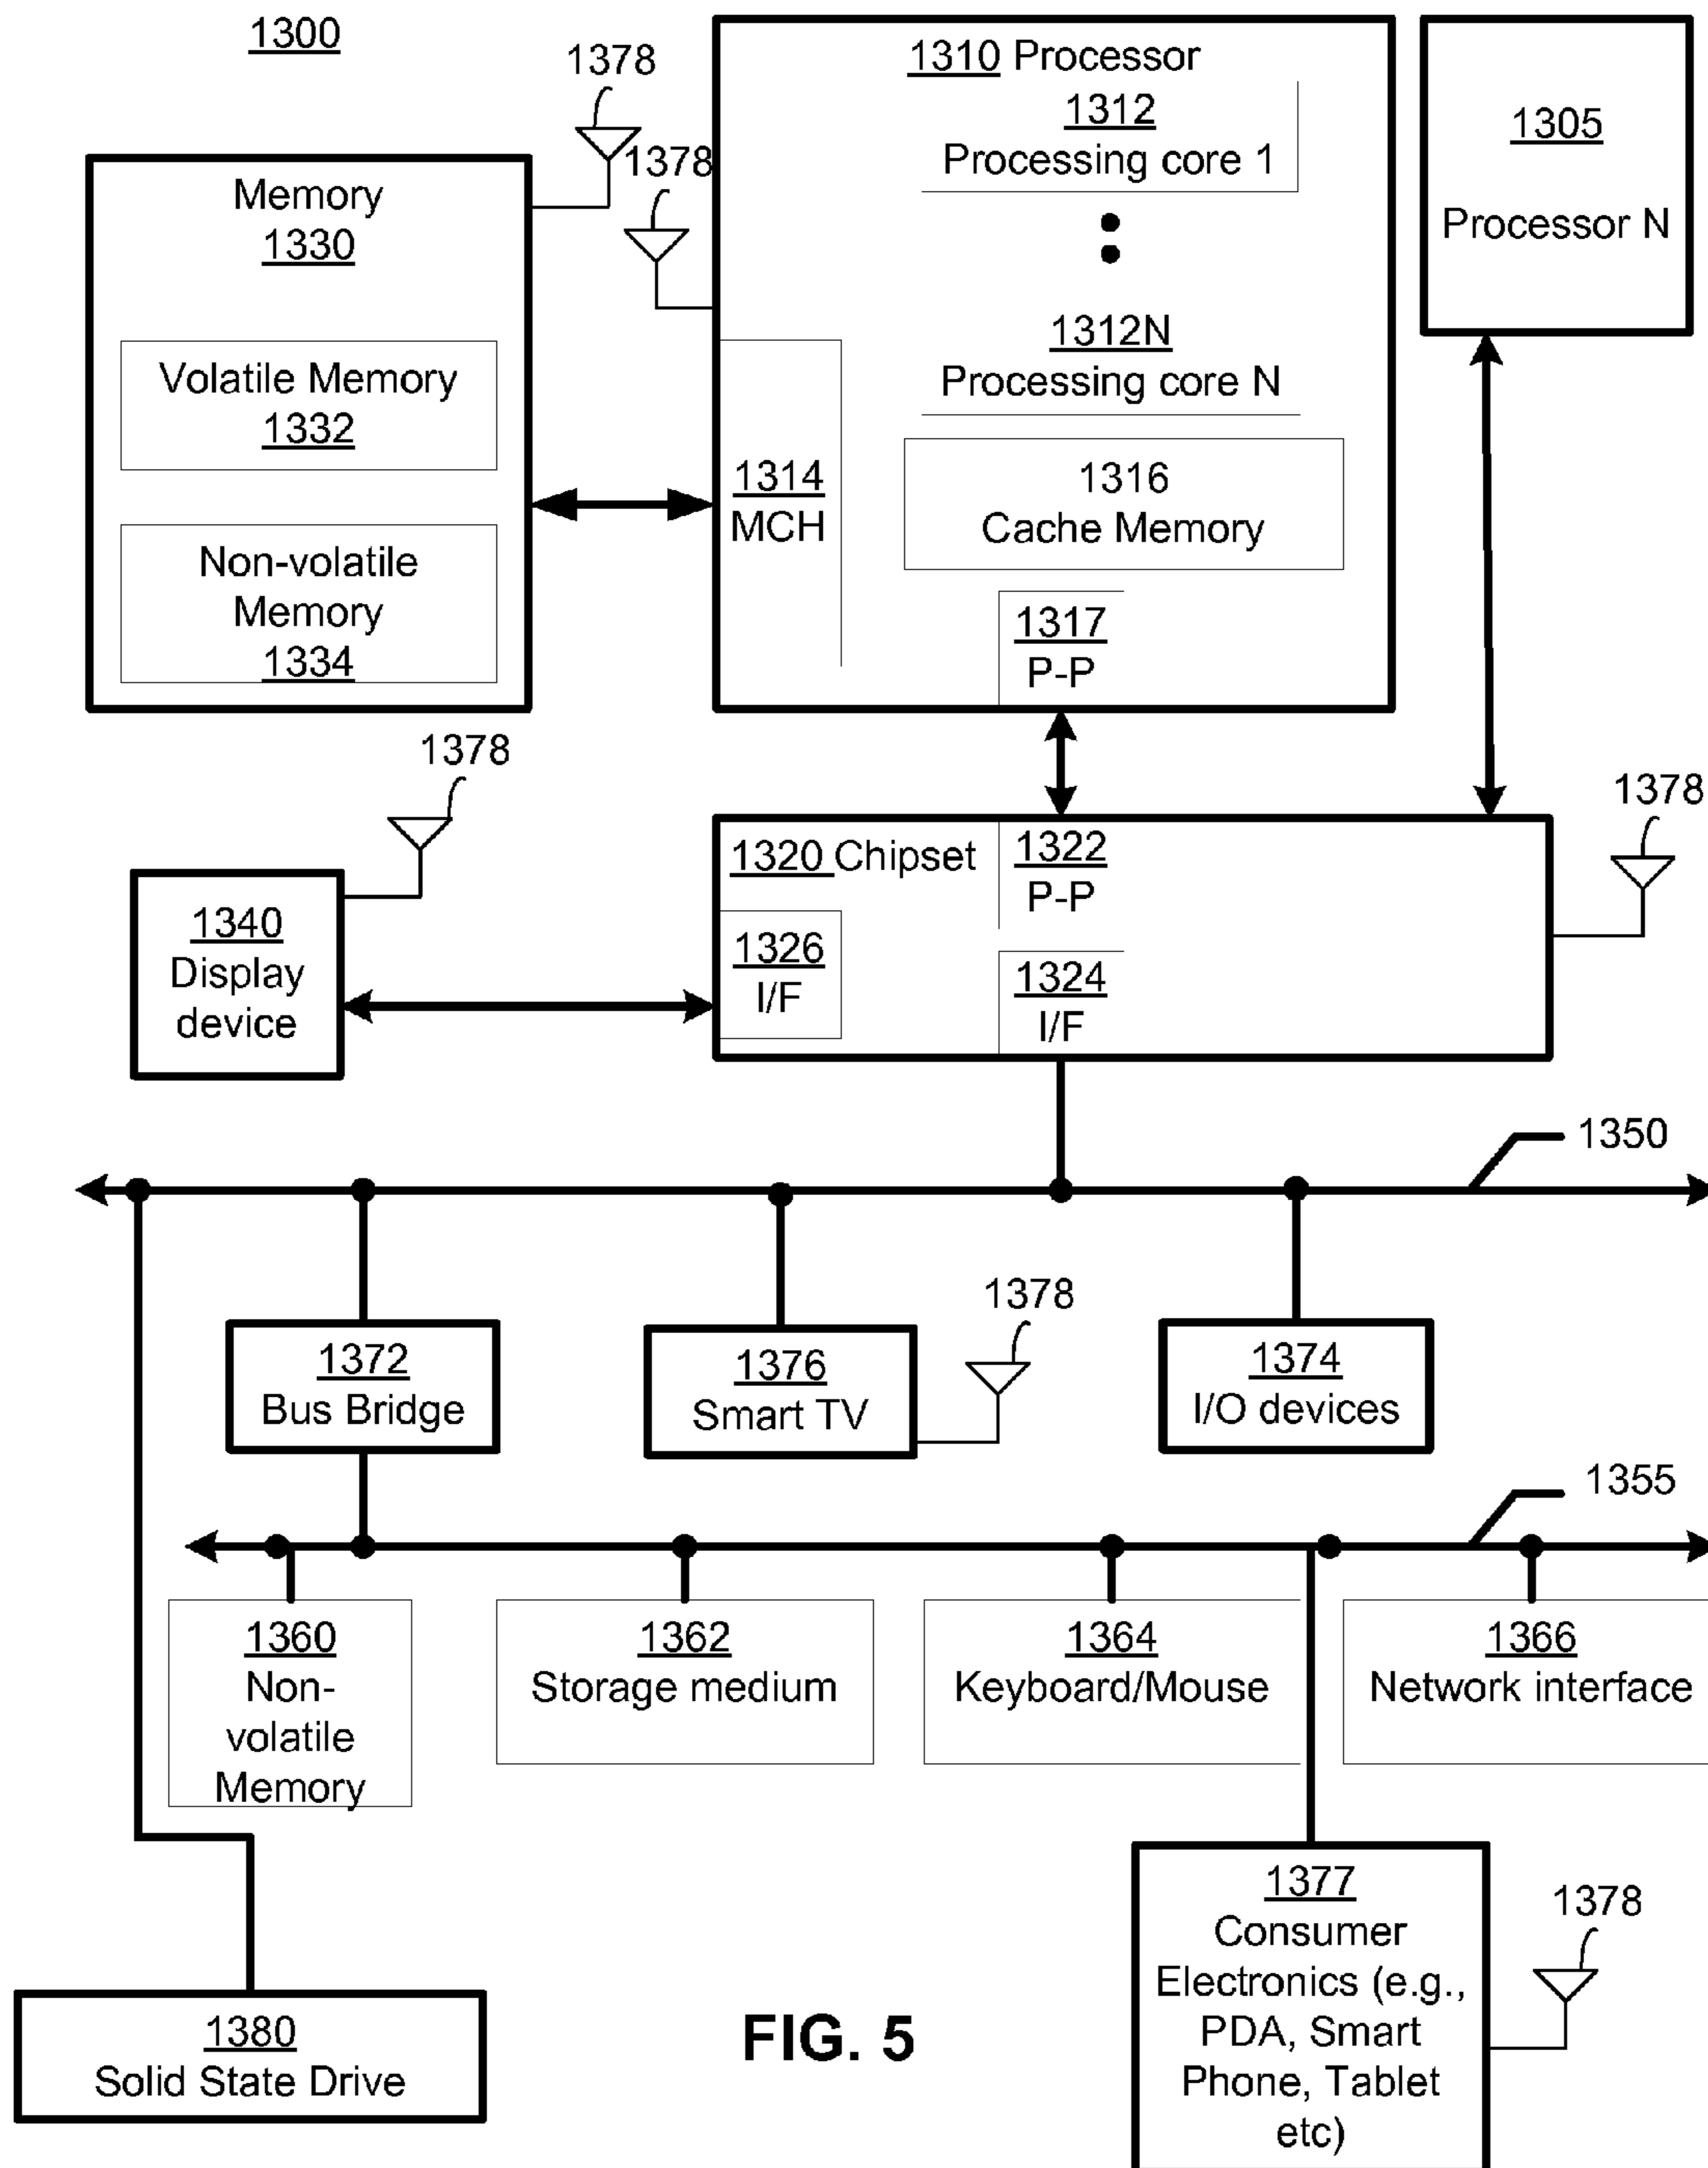 1300
1378
1378
1310 Processor
1312
Processing core 1
1312N
Processing core N
1314
MCH
1316
Cache Memory
1317
P-P
1305
Processor N
Memory
1330
Volatile Memory
1332
Non-volatile
Memory
1334
1378
1340
Display
device
1320 Chipset
1322
P-P
1326
I/F
1324
I/F
1378
1350
1372
Bus Bridge
1376
Smart TV
1378
1374
I/O devices
1355
1360
Non-
volatile
Memory
1362
Storage medium
1364
Keyboard/Mouse
1366
Network interface
1380
Solid State Drive
FIG. 5
1377
Consumer
Electronics (e.g.,
PDA, Smart
Phone, Tablet
etc)
1378